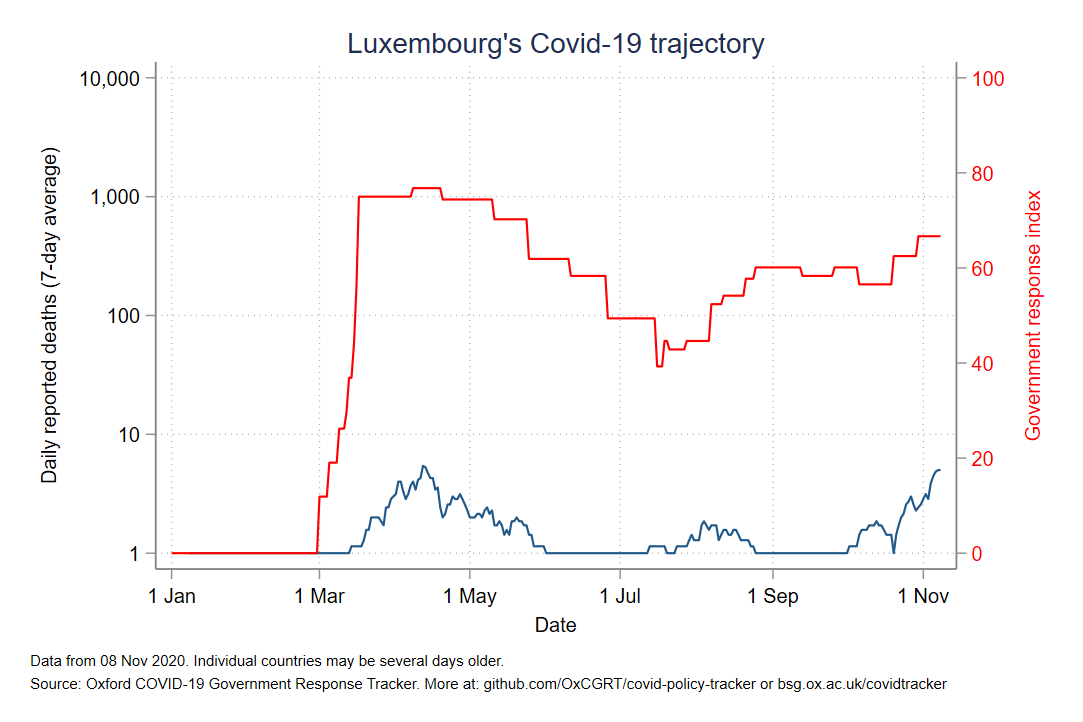 Luxembourg's Covid-19 trajectory
10,000
1,000
100
10
1
Daily reported deaths (7-day average)
100
80
60
40
20
0
Government response index
1 Jan 1 Mar 1 May 1 Jul 1 Sep 1 Nov
Date
Data from 08 Nov 2020. Individual countries may be several days older.
Source: Oxford COVID-19 Government Response Tracker. More at: github.com/OxCGRT/covid-policy-tracker or bsg.ox.ac.uk/covidtracker